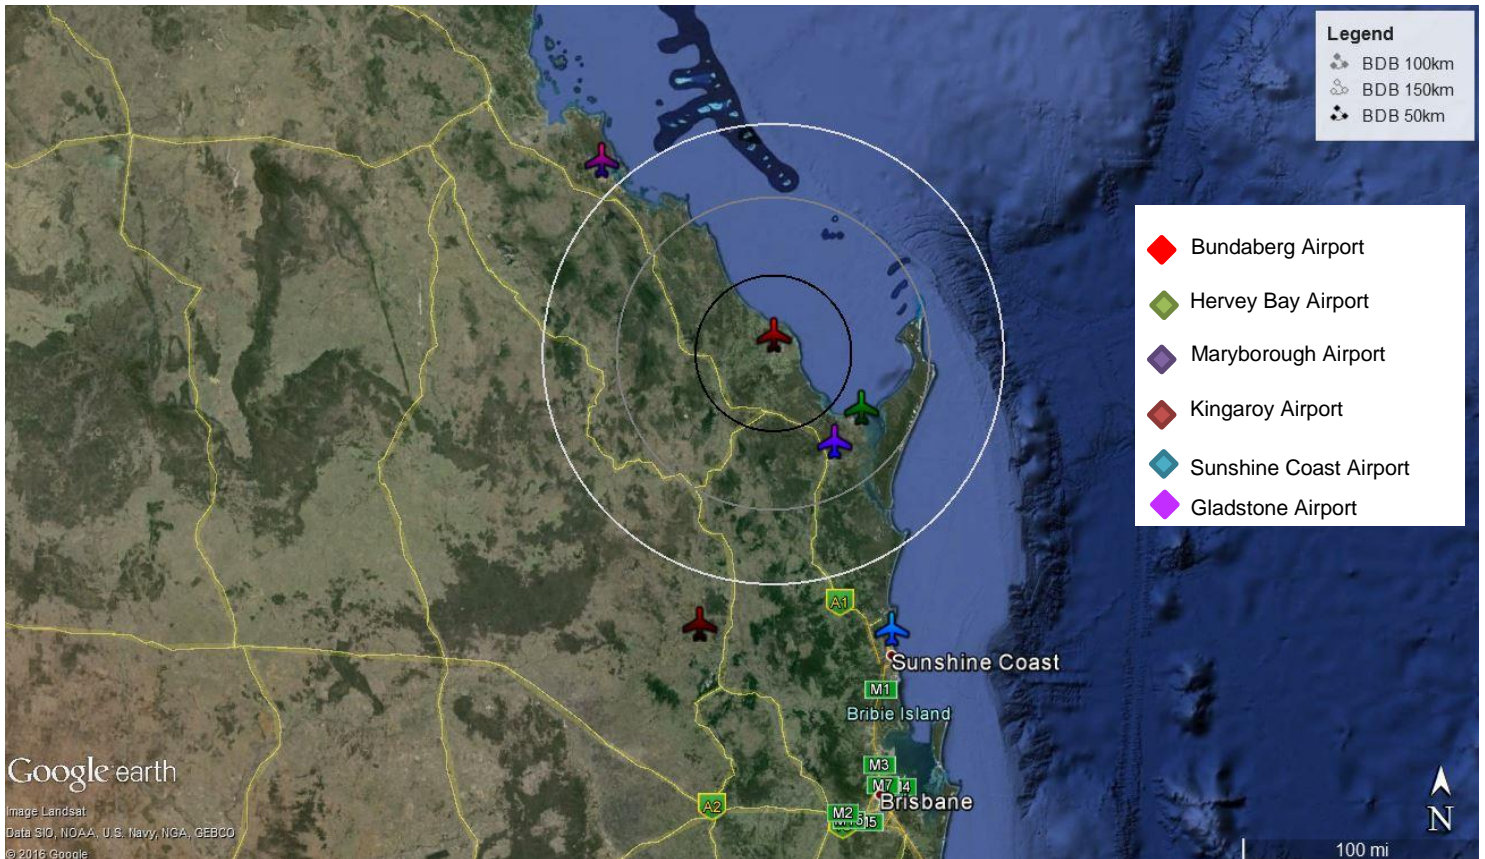 Legend
BDB 100km
BDB 150km
BDB 50km
Bundaberg Airport
Hervey Bay Airport
Maryborough Airport
Kingaroy Airport
Sunshine Coast Airport
Gladstone Airport
A1
Sunshine Coast
M1
Bribie Island
M3
M7
Brisbane
A2
M2
Google earth
Image Landsat
Data SIO, NOAA, U.S. Navy, NGA, GEBCO
© 2016 Google
N
100 mi